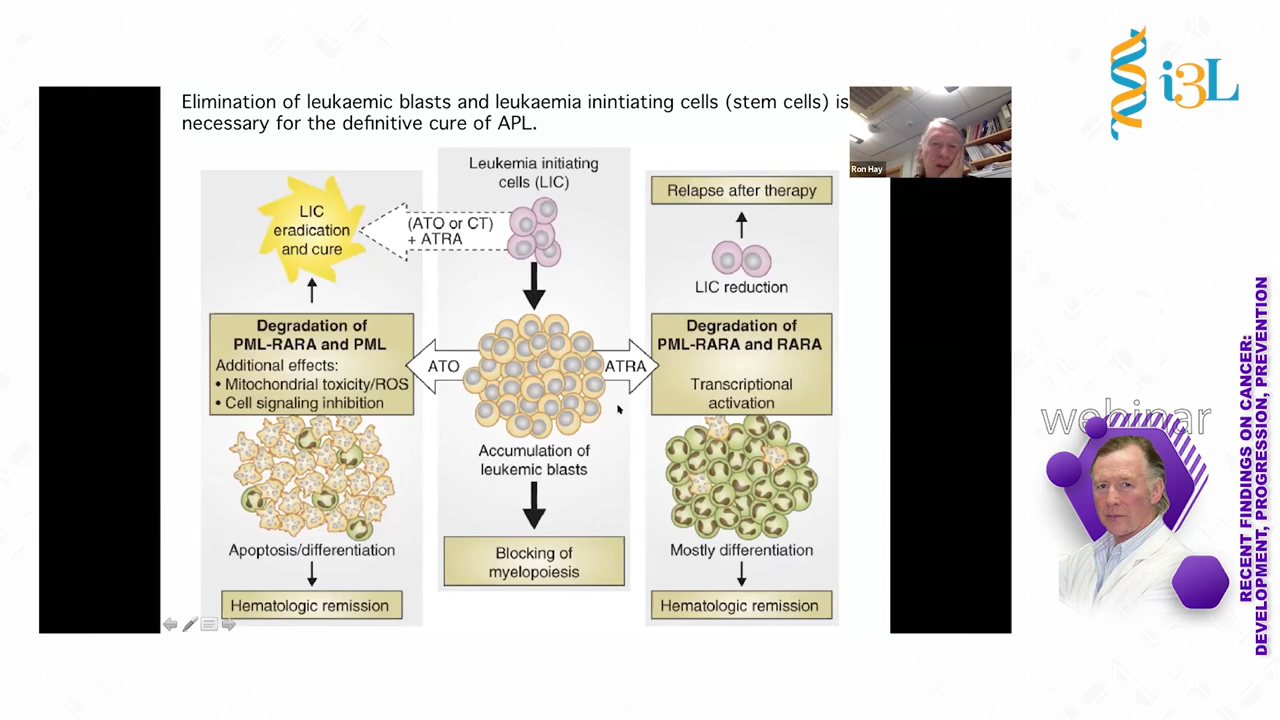 Elimination of leukaemic blasts and leukaemia inintiating cells (stem cells) is
necessary for the definitive cure of APL.
Leukemia initiating
cells (LIC)
LIC
eradication
and cure
(ATO or CT)
+ ATRA
Relapse after therapy
LIC reduction
Degradation of
PML-RARA and PML
Additional effects:
• Mitochondrial toxicity/ROS
• Cell signaling inhibition
ATO
ATRA
Degradation of
PML-RARA and RARA
Transcriptional
activation
Accumulation of
leukemic blasts
Apoptosis/differentiation
Blocking of
myelopoiesis
Mostly differentiation
Hematologic remission
Hematologic remission
Ron Hay
i3L
webinar
RECENT FINDINGS ON CANCER:
DEVELOPMENT, PROGRESSION, PREVENTION